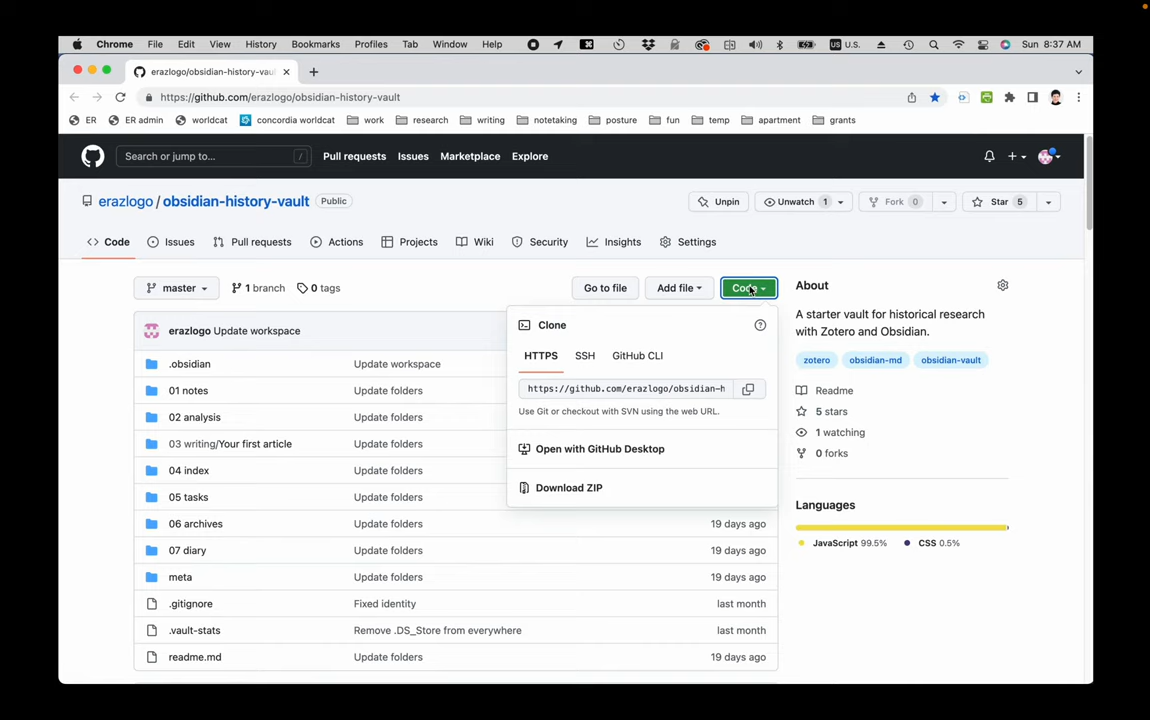 Chrome File Edit View History Bookmarks Profiles Tab Window Help U.S. Sun 8:37 AM
erazlogo/obsidian-history-vau
https://github.com/erazlogo/obsidian-history-vault
ER ER admin worldcat concordia worldcat work research writing notetaking posture fun temp apartment grants
Search or jump to... / Pull requests Issues Marketplace Explore
erazlogo / obsidian-history-vault Public Unpin Unwatch 1 Fork 0 Star 5
Code Issues Pull requests Actions Projects Wiki Security Insights Settings
master 1 branch 0 tags Go to file Add file Code
About
A starter vault for historical research
with Zotero and Obsidian.
zotero obsidian-md obsidian-vault
Readme
5 stars
1 watching
0 forks
Languages
JavaScript 99.5% CSS 0.5%
erazlogo Update workspace
.obsidian Update workspace
01 notes Update folders
02 analysis Update folders
03 writing/Your first article Update folders
04 index Update folders
05 tasks Update folders
06 archives Update folders 19 days ago
07 diary Update folders 19 days ago
meta Update folders 19 days ago
.gitignore Fixed identity last month
.vault-stats Remove .DS_Store from everywhere last month
readme.md Update folders 19 days ago
Clone
HTTPS SSH GitHub CLI
https://github.com/erazlogo/obsidian-h
Use Git or checkout with SVN using the web URL.
Open with GitHub Desktop
Download ZIP